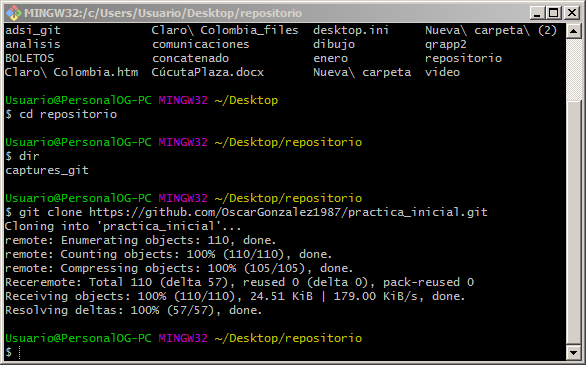 MINGW32:/c/Users/Usuario/Desktop/repositorio
adsi_git Claro\ Colombia_files desktop.ini Nueva\ carpeta\ (2)
analisis comunicaciones dibujo qrapp2
BOLETOS concatenado enero repositorio
Claro\ Colombia.htm CúcutaPlaza.docx Nueva\ carpeta video
Usuario@PersonalOG-PC MINGW32 ~/Desktop
$ cd repositorio
Usuario@PersonalOG-PC MINGW32 ~/Desktop/repositorio
$ dir
captures_git
Usuario@PersonalOG-PC MINGW32 ~/Desktop/repositorio
$ git clone https://github.com/OscarGonzalez1987/practica_inicial.git
Cloning into 'practica_inicial'...
remote: Enumerating objects: 110, done.
remote: Counting objects: 100% (110/110), done.
remote: Compressing objects: 100% (105/105), done.
Receremote: Total 110 (delta 57), reused 0 (delta 0), pack-reused 0
Receiving objects: 100% (110/110), 24.51 KiB | 179.00 KiB/s, done.
Resolving deltas: 100% (57/57), done.
Usuario@PersonalOG-PC MINGW32 ~/Desktop/repositorio
$